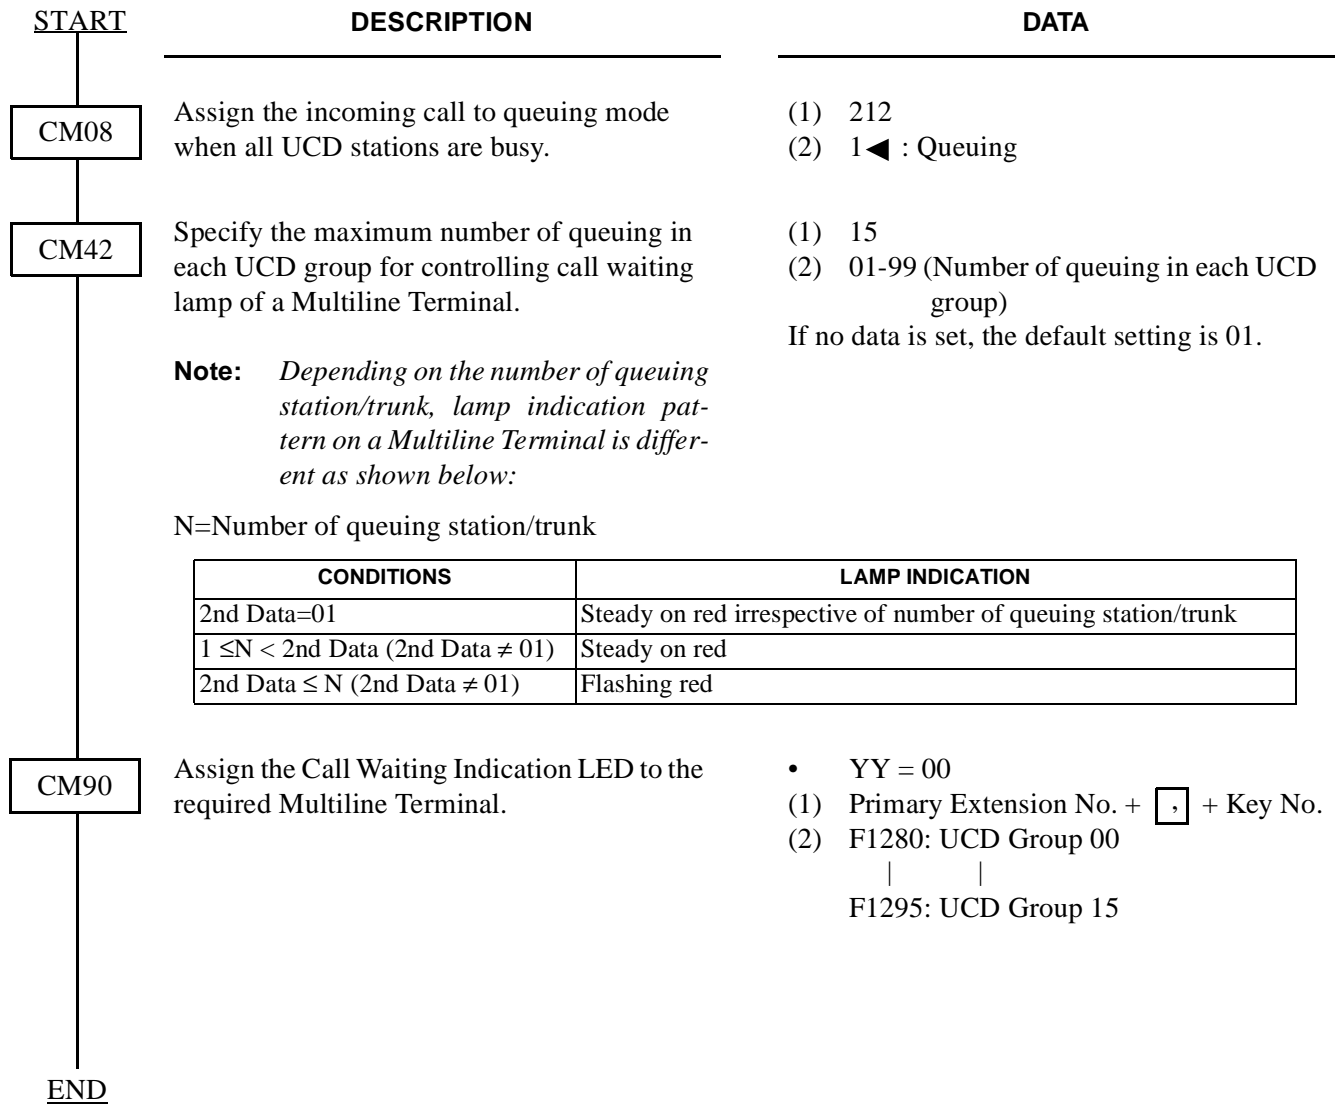 START
DESCRIPTION
DATA
CM08
Assign the incoming call to queuing mode
when all UCD stations are busy.
(1) 212
(2) 1◄ : Queuing
CM42
Specify the maximum number of queuing in
each UCD group for controlling call waiting
lamp of a Multiline Terminal.
(1) 15
(2) 01-99 (Number of queuing in each UCD
group)
If no data is set, the default setting is 01.
Note: Depending on the number of queuing
station/trunk, lamp indication pat-
tern on a Multiline Terminal is differ-
ent as shown below:
N=Number of queuing station/trunk
CONDITIONS LAMP INDICATION
2nd Data=01 Steady on red irrespective of number of queuing station/trunk
1 ≤N < 2nd Data (2nd Data ≠ 01) Steady on red
2nd Data ≤ N (2nd Data ≠ 01) Flashing red
CM90
Assign the Call Waiting Indication LED to the
required Multiline Terminal.
• YY = 00
(1) Primary Extension No. + , + Key No.
(2) F1280: UCD Group 00
| |
F1295: UCD Group 15
END